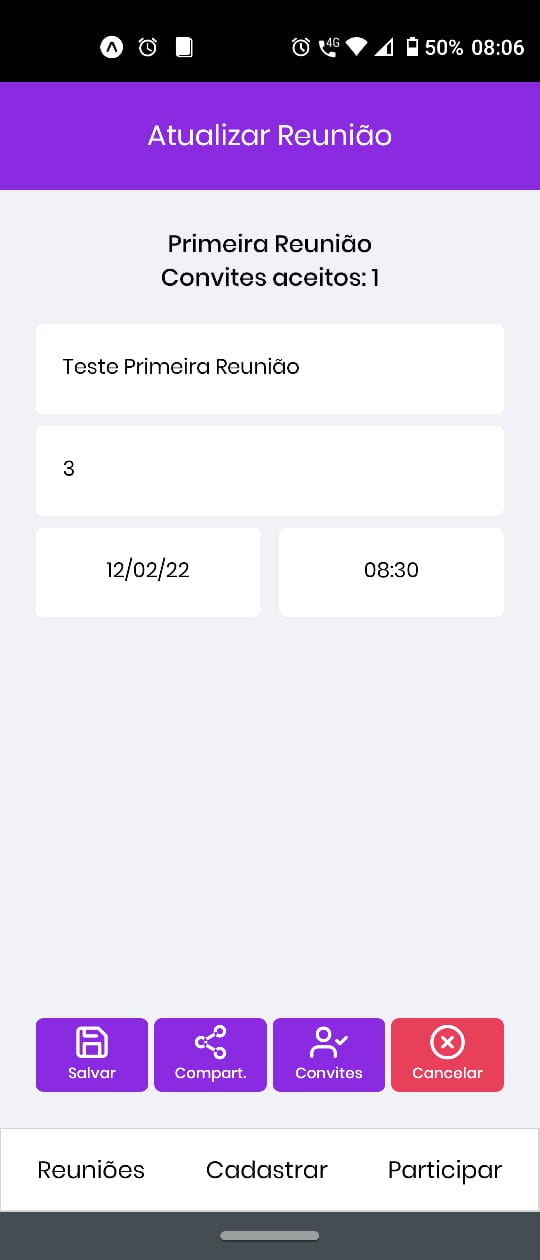 4G 50% 08:06
Atualizar Reunião
Primeira Reunião
Convites aceitos: 1
Teste Primeira Reunião
3
12/02/22 08:30
Salvar Compart. Convites Cancelar
Reuniões Cadastrar Participar